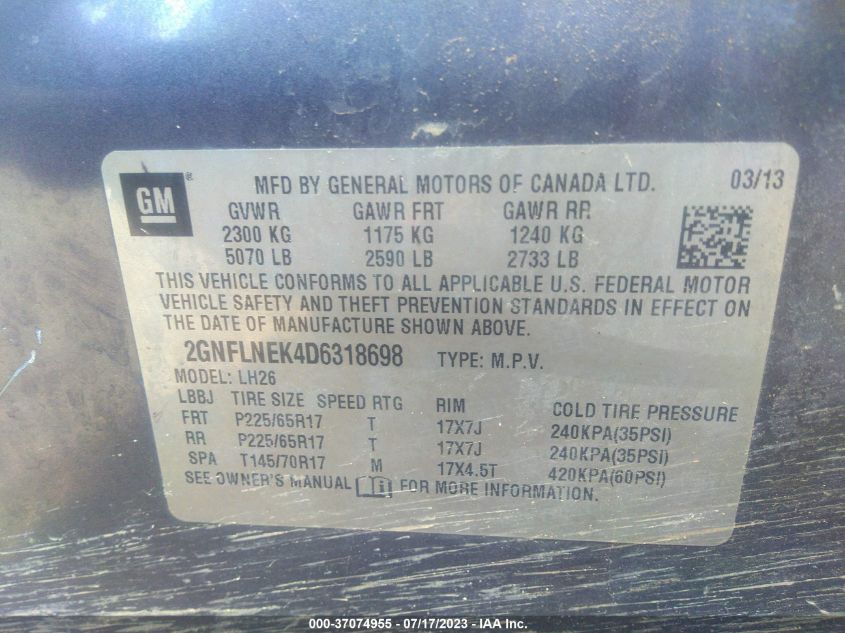 GM ® MFD BY GENERAL MOTORS OF CANADA LTD. 03/13
GVWR GAWR FRT GAWR RR
2300 KG 1175 KG 1240 KG
5070 LB 2590 LB 2733 LB
THIS VEHICLE CONFORMS TO ALL APPLICABLE U.S. FEDERAL MOTOR
VEHICLE SAFETY AND THEFT PREVENTION STANDARDS IN EFFECT ON
THE DATE OF MANUFACTURE SHOWN ABOVE.
2GNFLNEK4D6318698 TYPE: M.P.V.
MODEL: LH26
LBBJ TIRE SIZE SPEED RTG RIM COLD TIRE PRESSURE
FRT P225/65R17 T 17X7J 240KPA(35PSI)
RR P225/65R17 T 17X7J 240KPA(35PSI)
SPA T145/70R17 M 17X4.5T 420KPA(60PSI)
SEE OWNER'S MANUAL FOR MORE INFORMATION.
000-37074955 - 07/17/2023 - IAA Inc.